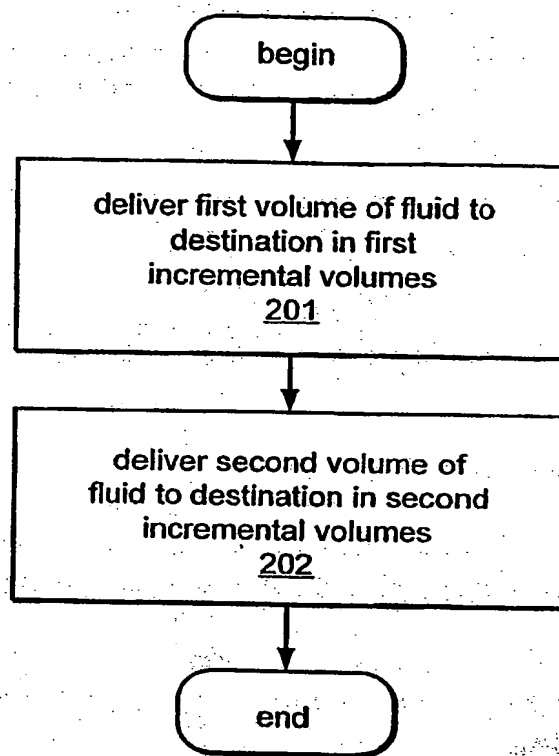 begin
deliver first volume of fluid to
destination in first
incremental volumes
201
deliver second volume of
fluid to destination in second
incremental volumes
202
end